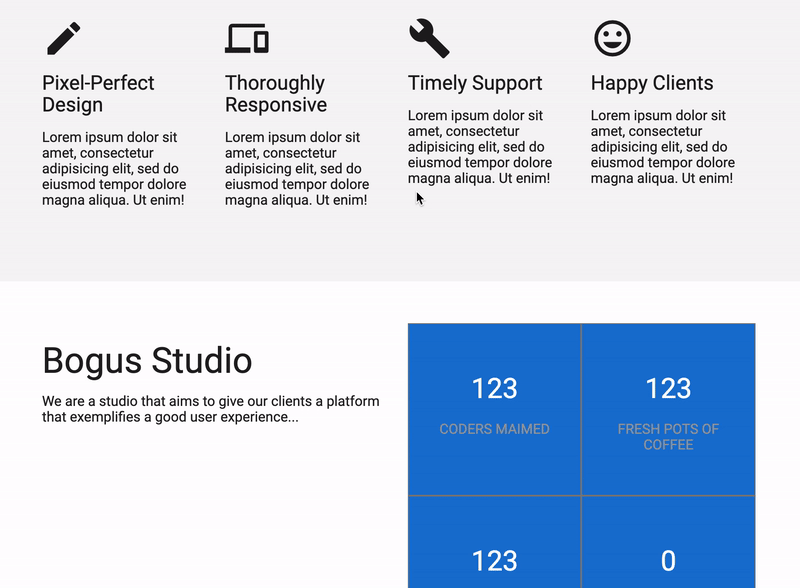 Pixel-Perfect
Design
Lorem ipsum dolor sit
amet, consectetur
adipisicing elit, sed do
eiusmod tempor dolore
magna aliqua. Ut enim!
Thoroughly
Responsive
Lorem ipsum dolor sit
amet, consectetur
adipisicing elit, sed do
eiusmod tempor dolore
magna aliqua. Ut enim!
Timely Support
Lorem ipsum dolor sit
amet, consectetur
adipisicing elit, sed do
eiusmod tempor dolore
magna aliqua. Ut enim!
Happy Clients
Lorem ipsum dolor sit
amet, consectetur
adipisicing elit, sed do
eiusmod tempor dolore
magna aliqua. Ut enim!
Bogus Studio
We are a studio that aims to give our clients a platform
that exemplifies a good user experience...
123
CODERS MAIMED
123
FRESH POTS OF
COFFEE
123
0